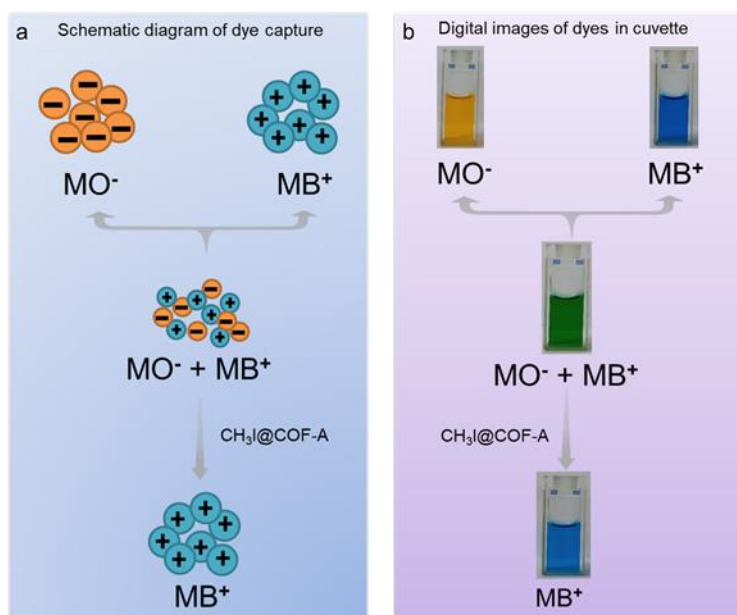 a Schematic diagram of dye capture
MO⁻ MB⁺
MO⁻ + MB⁺
CH₃I@COF-A
MB⁺
b Digital images of dyes in cuvette
MO⁻ MB⁺
MO⁻ + MB⁺
CH₃I@COF-A
MB⁺